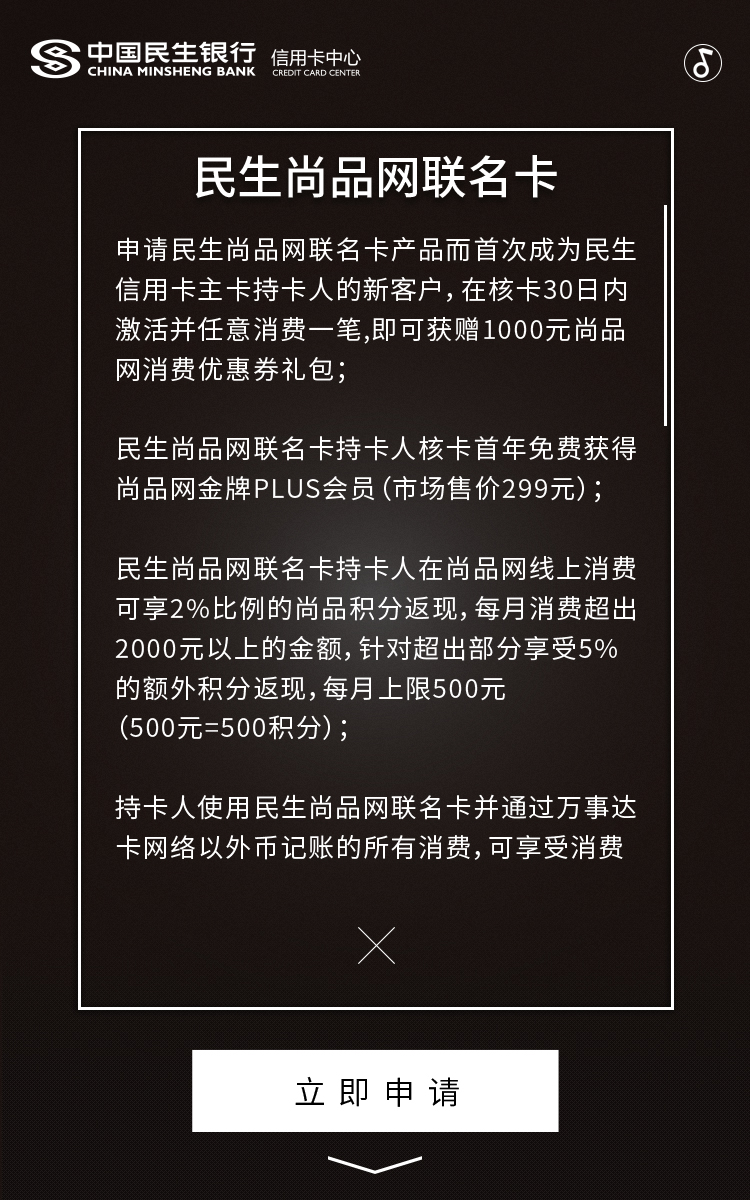 中国民生银行
CHINA MINSHENG BANK
信用卡中心
CREDIT CARD CENTER
民生尚品网联名卡
申请民生尚品网联名卡产品而首次成为民生
信用卡主卡持卡人的新客户，在核卡30日内
激活并任意消费一笔,即可获赠1000元尚品
网消费优惠券礼包；
民生尚品网联名卡持卡人核卡首年免费获得
尚品网金牌PLUS会员（市场售价299元）；
民生尚品网联名卡持卡人在尚品网线上消费
可享2%比例的尚品积分返现，每月消费超出
2000元以上的金额，针对超出部分享受5%
的额外积分返现，每月上限500元
（500元=500积分）；
持卡人使用民生尚品网联名卡并通过万事达
卡网络以外币记账的所有消费，可享受消费
立即申请